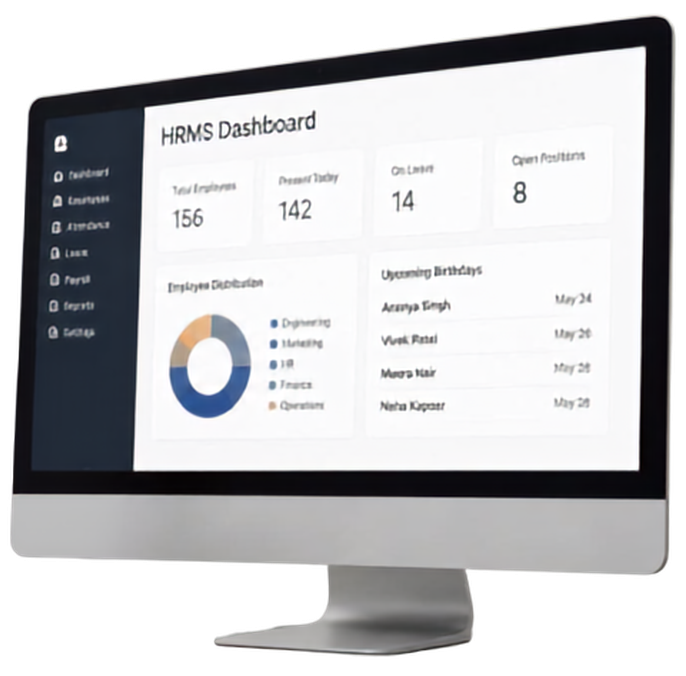 HRMS Dashboard
Dashboard
Employees
Attendance
Leave
Payroll
Reports
Settings
Total Employees
156
Present Today
142
On Leave
14
Open Positions
8
Employee Distribution
Engineering
Marketing
HR
Finance
Operations
Upcoming Birthdays
Ananya Singh May 24
Vivek Patel May 26
Meera Nair May 28
Neha Kapoor May 28